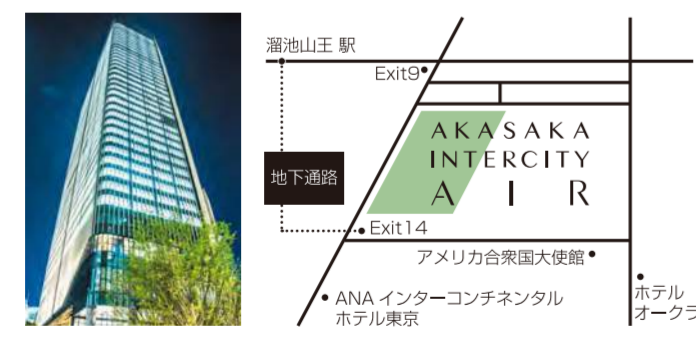 溜池山王 駅
Exit9
AKASAKA
INTERCITY
AIR
地下通路
Exit14
アメリカ合衆国大使館
ANA インターコンチネンタル
ホテル東京
ホテル
オークラ